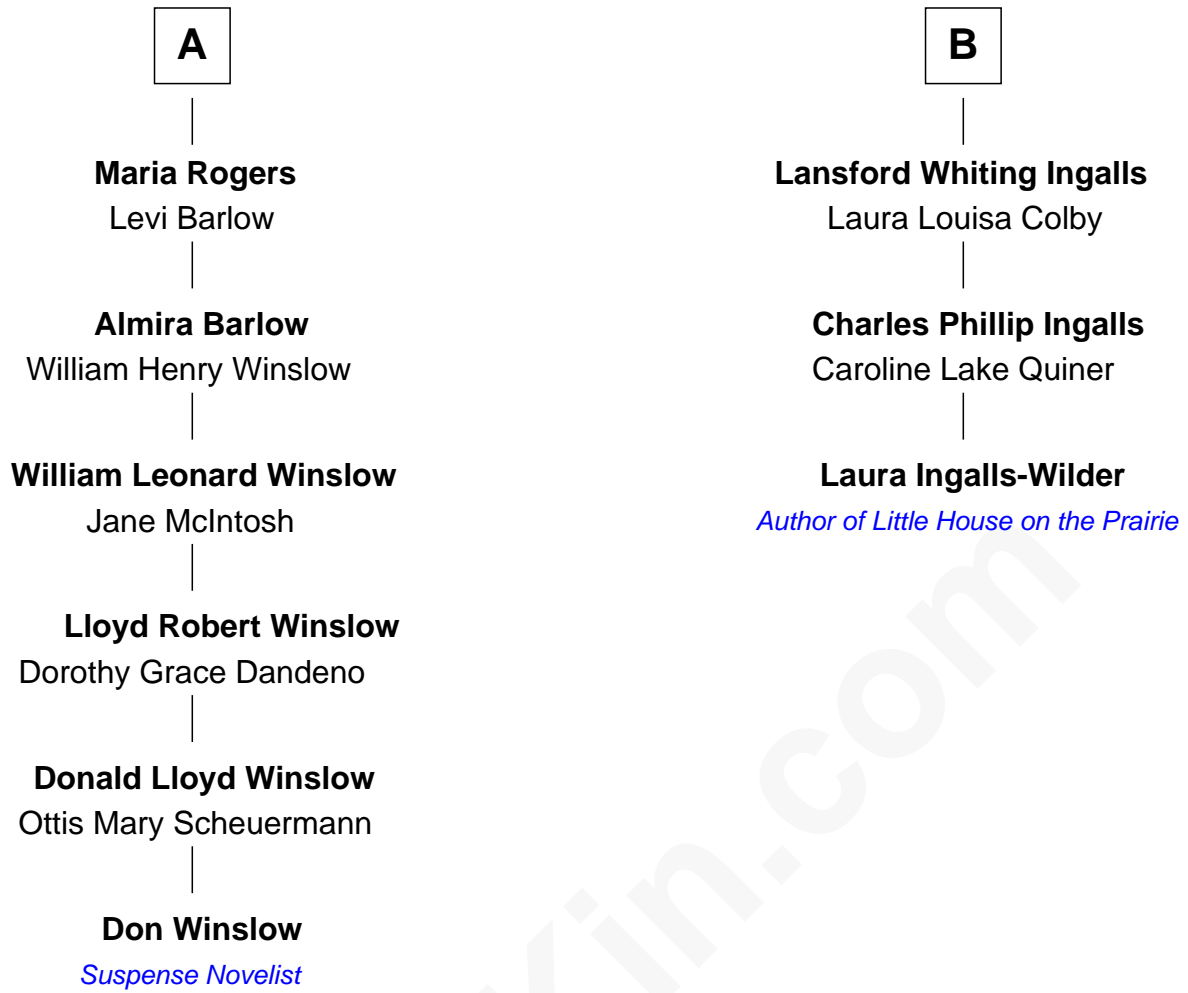 A
Maria Rogers
Levi Barlow
Almira Barlow
William Henry Winslow
William Leonard Winslow
Jane McIntosh
Lloyd Robert Winslow
Dorothy Grace Dandeno
Donald Lloyd Winslow
Ottis Mary Scheuermann
Don Winslow
Suspense Novelist
B
Lansford Whiting Ingalls
Laura Louisa Colby
Charles Phillip Ingalls
Caroline Lake Quiner
Laura Ingalls-Wilder
Author of Little House on the Prairie
kin.com